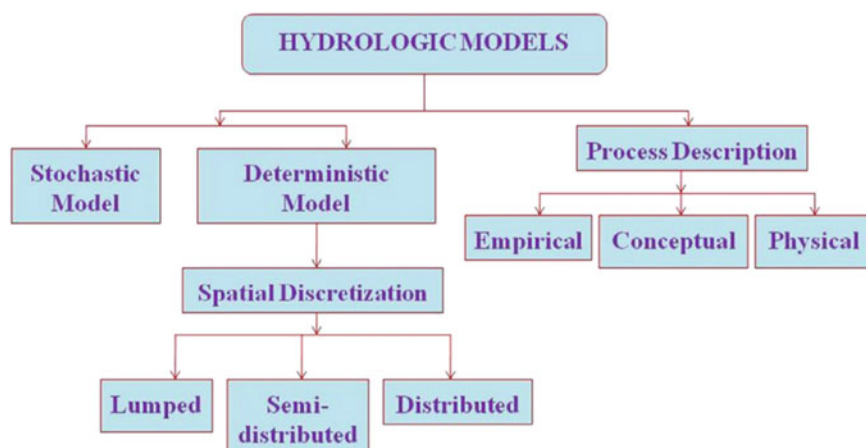 HYDROLOGIC MODELS
Stochastic
Model
Deterministic
Model
Process Description
Empirical
Conceptual
Physical
Spatial Discretization
Lumped
Semi-
distributed
Distributed